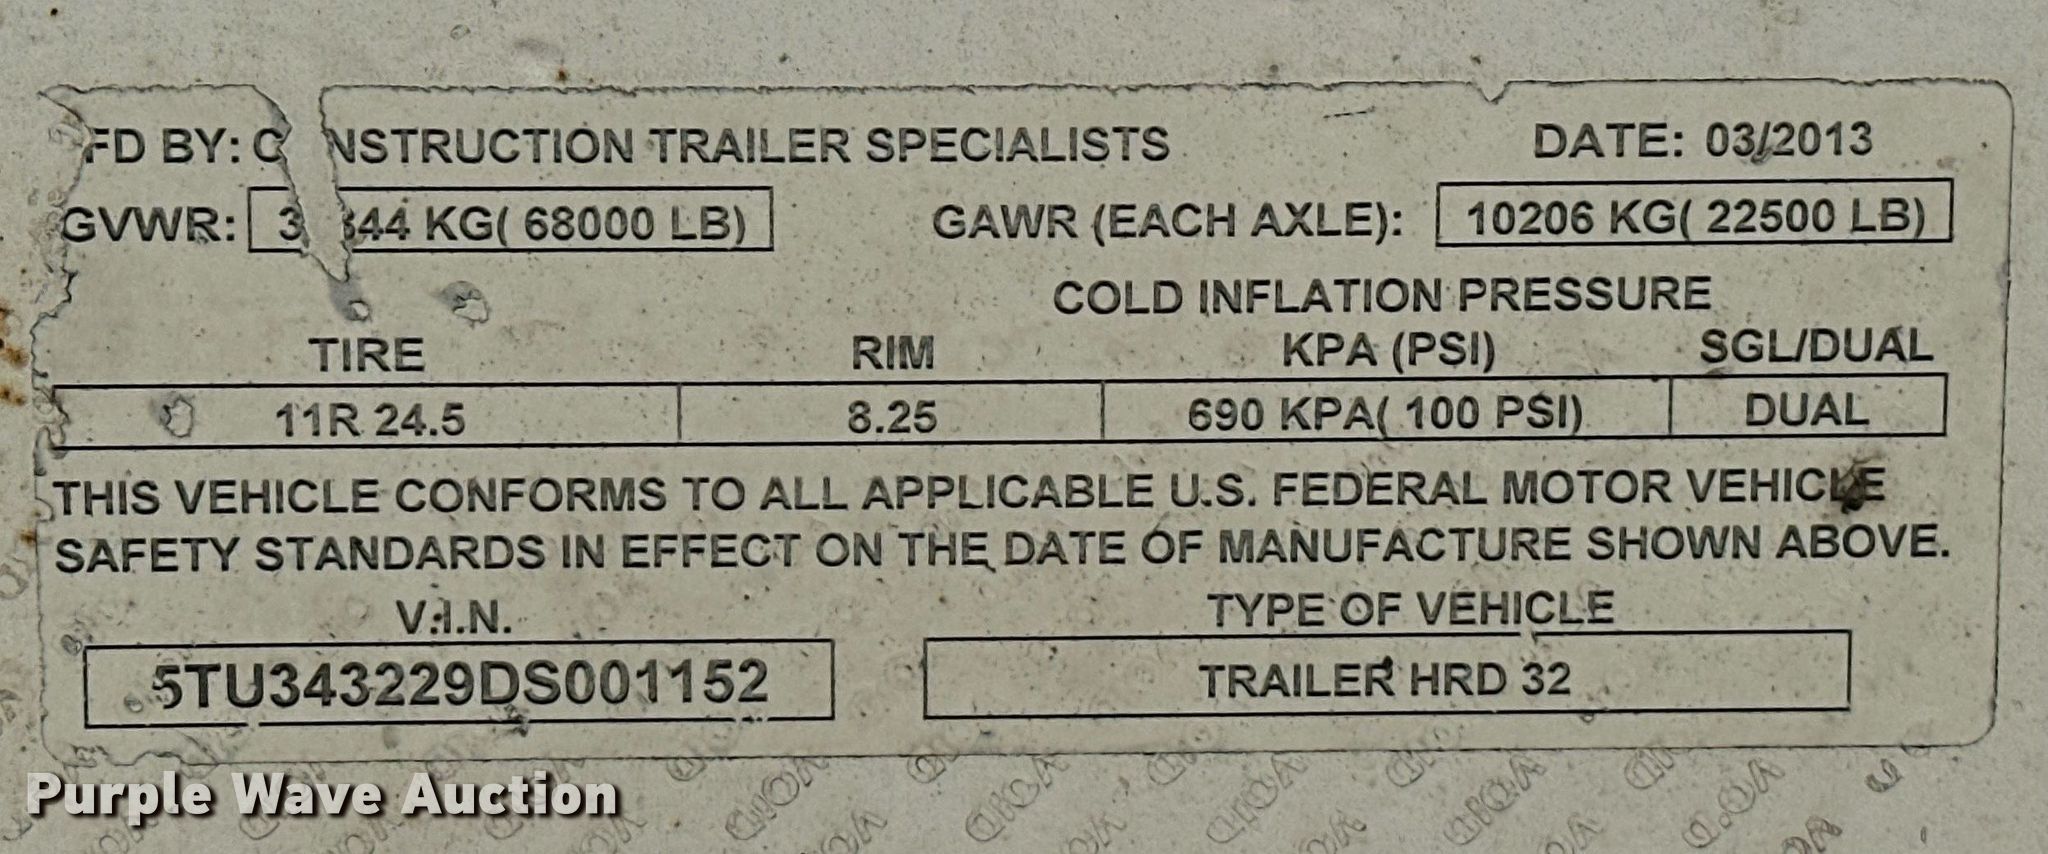 FD BY: C NSTRUCTION TRAILER SPECIALISTS DATE: 03/2013
GVWR: 3 844 KG( 68000 LB) GAWR (EACH AXLE): 10206 KG( 22500 LB)
COLD INFLATION PRESSURE
TIRE RIM KPA (PSI) SGL/DUAL
11R 24.5 8.25 690 KPA( 100 PSI) DUAL
THIS VEHICLE CONFORMS TO ALL APPLICABLE U.S. FEDERAL MOTOR VEHICLE
SAFETY STANDARDS IN EFFECT ON THE DATE OF MANUFACTURE SHOWN ABOVE.
V.I.N. TYPE OF VEHICLE
5TU343229DS001152 TRAILER HRD 32
Purple Wave Auction